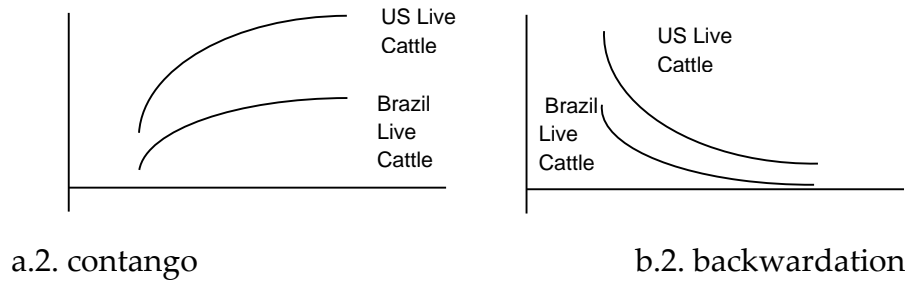 US Live
Cattle
Brazil
Live
Cattle
US Live
Cattle
Brazil
Live
Cattle
a.2. contango
b.2. backwardation